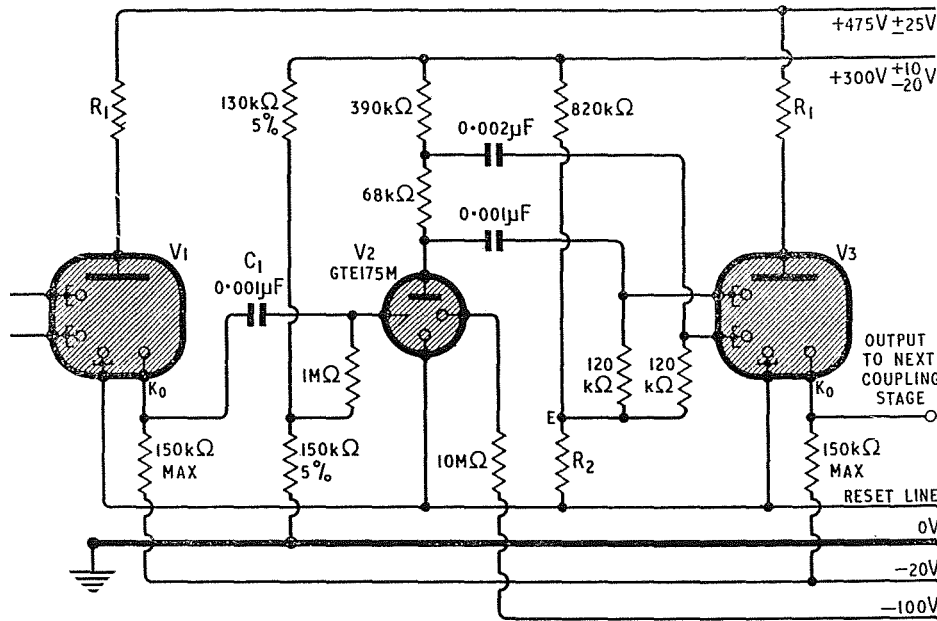 +475V ±25V
+300V +10 -20 V
R1
130kΩ
5%
390kΩ
820kΩ
R1
0·002μF
68kΩ
0·001μF
V1
C1
0·001μF
V2
GTE175M
V3
1MΩ
120
kΩ
120
kΩ
OUTPUT
TO NEXT
COUPLING
STAGE
K0
K0
E
150kΩ
MAX
150kΩ
5%
10MΩ
R2
150kΩ
MAX
RESET LINE
0V
−20V
−100V